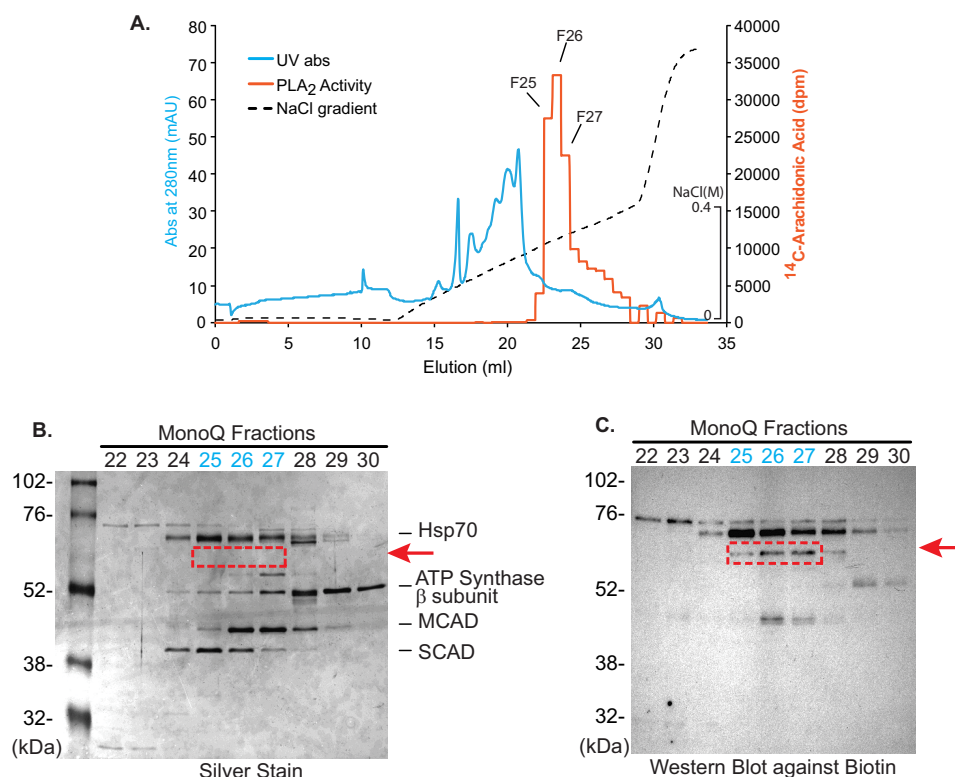 A.
UV abs
PLA2 Activity
NaCl gradient
F25
F26
F27
Abs at 280nm (mAU)
80
70
60
50
40
30
20
10
0
0 5 10 15 20 25 30 35
Elution (ml)
NaCl(M)
0.4
0
40000
35000
30000
25000
20000
15000
10000
5000
0
14C-Arachidonic Acid (dpm)
B.
MonoQ Fractions
22 23 24 25 26 27 28 29 30
102-
76-
52-
38-
32-
(kDa)
Hsp70
ATP Synthase
β subunit
MCAD
SCAD
Silver Stain
C.
MonoQ Fractions
22 23 24 25 26 27 28 29 30
102-
76-
52-
38-
32-
(kDa)
Western Blot against Biotin